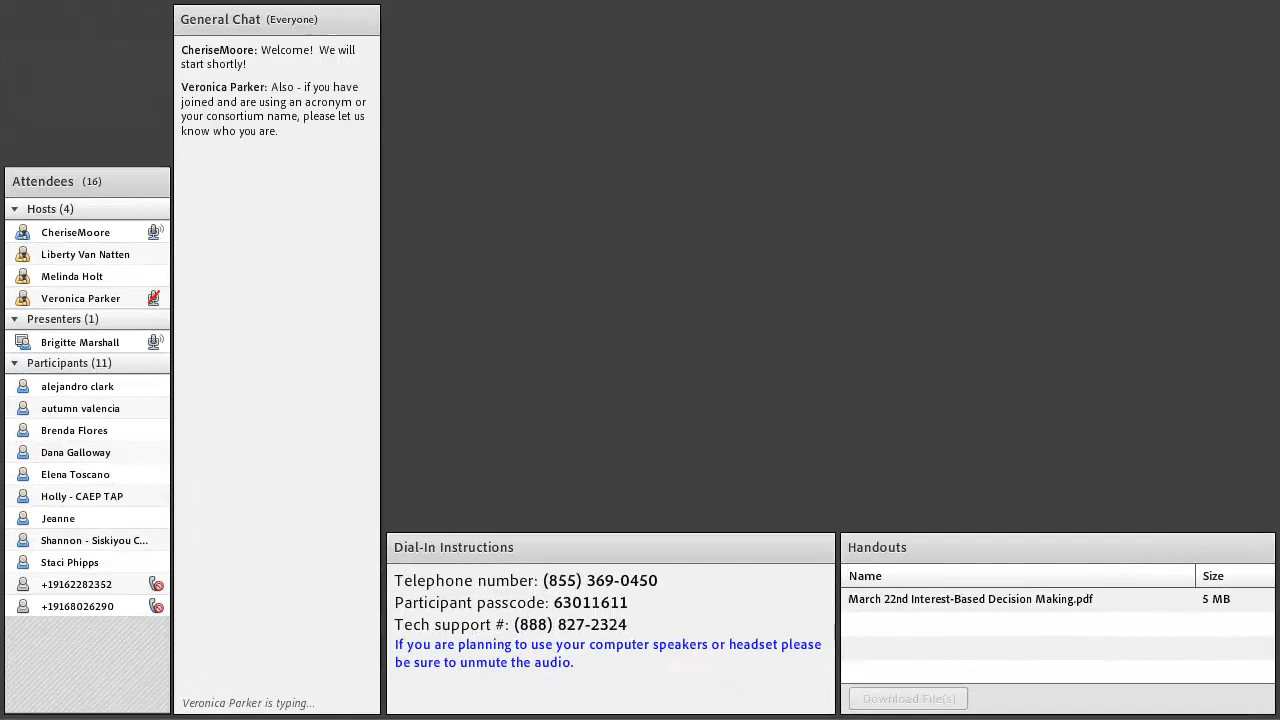 General Chat (Everyone)
CheriseMoore: Welcome! We will
start shortly!
Veronica Parker: Also - if you have
joined and are using an acronym or
your consortium name, please let us
know who you are.
Veronica Parker is typing...
Attendees (16)
Hosts (4)
CheriseMoore
Liberty Van Natten
Melinda Holt
Veronica Parker
Presenters (1)
Brigitte Marshall
Participants (11)
alejandro clark
autumn valencia
Brenda Flores
Dana Galloway
Elena Toscano
Holly - CAEP TAP
Jeanne
Shannon - Siskiyou C...
Staci Phipps
+19162282352
+19168026290
Dial-In Instructions
Telephone number: (855) 369-0450
Participant passcode: 63011611
Tech support #: (888) 827-2324
If you are planning to use your computer speakers or headset please
be sure to unmute the audio.
Handouts
Name Size
March 22nd Interest-Based Decision Making.pdf 5 MB
Download File(s)